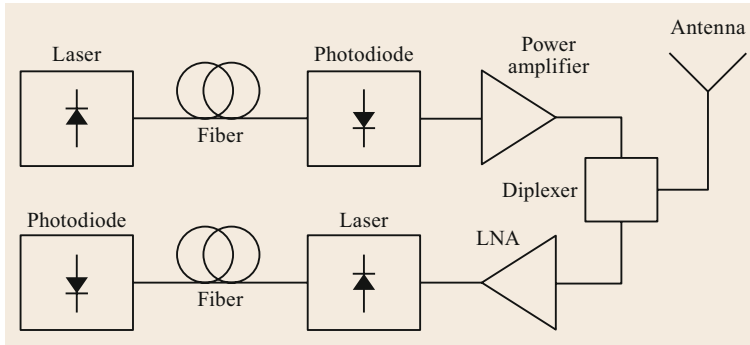 Antenna
Power
amplifier
Laser
Photodiode
Fiber
Diplexer
Photodiode
Laser
LNA
Fiber